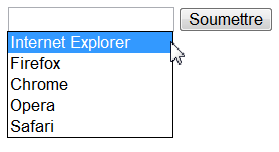 Soumettre
Internet Explorer
Firefox
Chrome
Opera
Safari